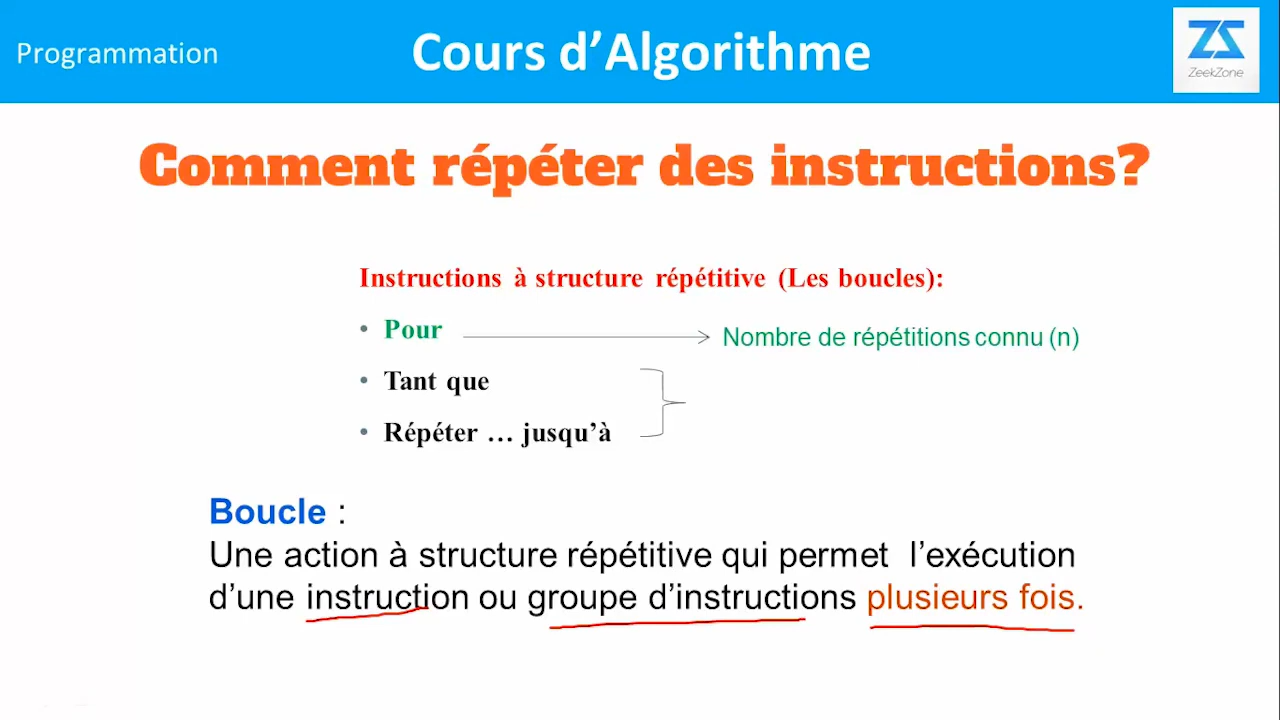 Programmation
Cours d’Algorithme
ZS
ZeekZone
Comment répéter des instructions?
Instructions à structure répétitive (Les boucles):
• Pour
Nombre de répétitions connu (n)
• Tant que
• Répéter … jusqu’à
Boucle :
Une action à structure répétitive qui permet l’exécution
d’une instruction ou groupe d’instructions plusieurs fois.